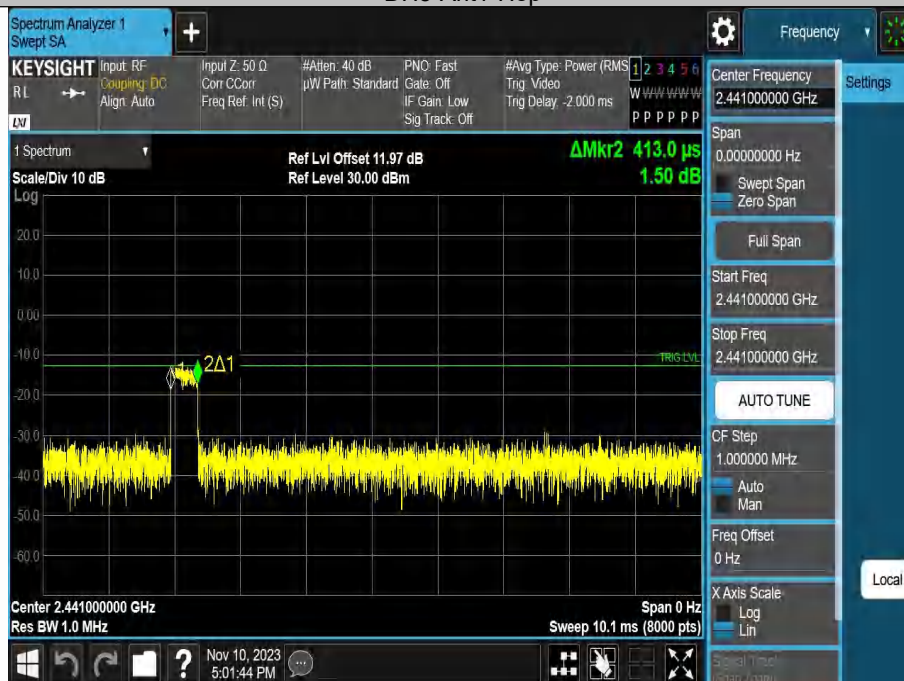 Spectrum Analyzer 1
Swept SA
Frequency
KEYSIGHT
RL
LXI
Input: RF
Coupling: DC
Align: Auto
Input Z: 50 Ω
Corr CCorr
Freq Ref: Int (S)
#Atten: 40 dB
µW Path: Standard
PNO: Fast
Gate: Off
IF Gain: Low
Sig Track: Off
#Avg Type: Power (RMS
Trig: Video
Trig Delay: -2.000 ms
1 2 3 4 5 6
W W W W W W
P P P P P P
1 Spectrum
Scale/Div 10 dB
Log
Ref Lvl Offset 11.97 dB
Ref Level 30.00 dBm
ΔMkr2 413.0 µs
1.50 dB
20.0
10.0
0.00
-10.0
-20.0
-30.0
-40.0
-50.0
-60.0
2Δ1
TRIG LVL
Center 2.441000000 GHz
Res BW 1.0 MHz
Span 0 Hz
Sweep 10.1 ms (8000 pts)
Nov 10, 2023
5:01:44 PM
?
Center Frequency
2.441000000 GHz
Settings
Span
0.00000000 Hz
Swept Span
Zero Span
Full Span
Start Freq
2.441000000 GHz
Stop Freq
2.441000000 GHz
AUTO TUNE
CF Step
1.000000 MHz
Auto
Man
Freq Offset
0 Hz
X Axis Scale
Log
Lin
Local